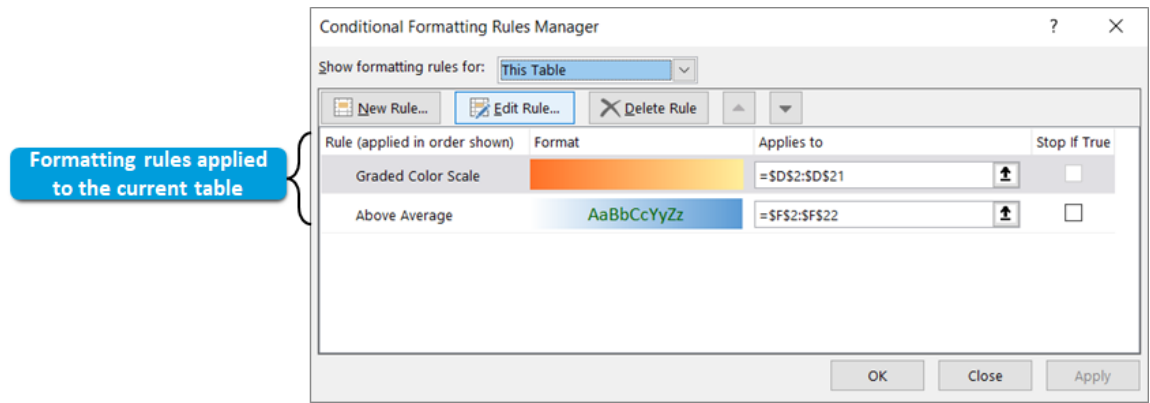 Conditional Formatting Rules Manager ? ×
Show formatting rules for: This Table
New Rule... Edit Rule... Delete Rule
Rule (applied in order shown) Format Applies to Stop If True
Formatting rules applied
to the current table
Graded Color Scale =$D$2:$D$21
Above Average AaBbCcYyZz =$F$2:$F$22
OK Close Apply